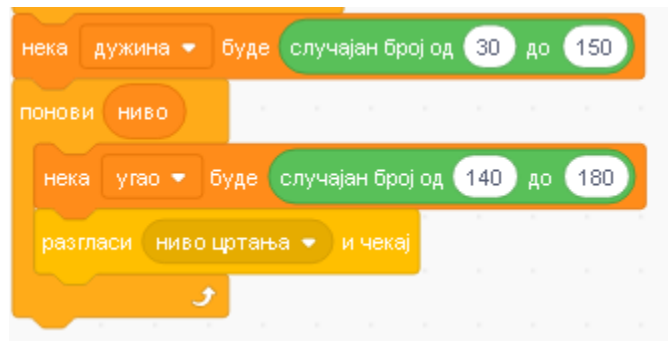 нека дужина буде случајан број од 30 до 150
понови ниво
нека угао буде случајан број од 140 до 180
разгласи ниво цртања и чекај